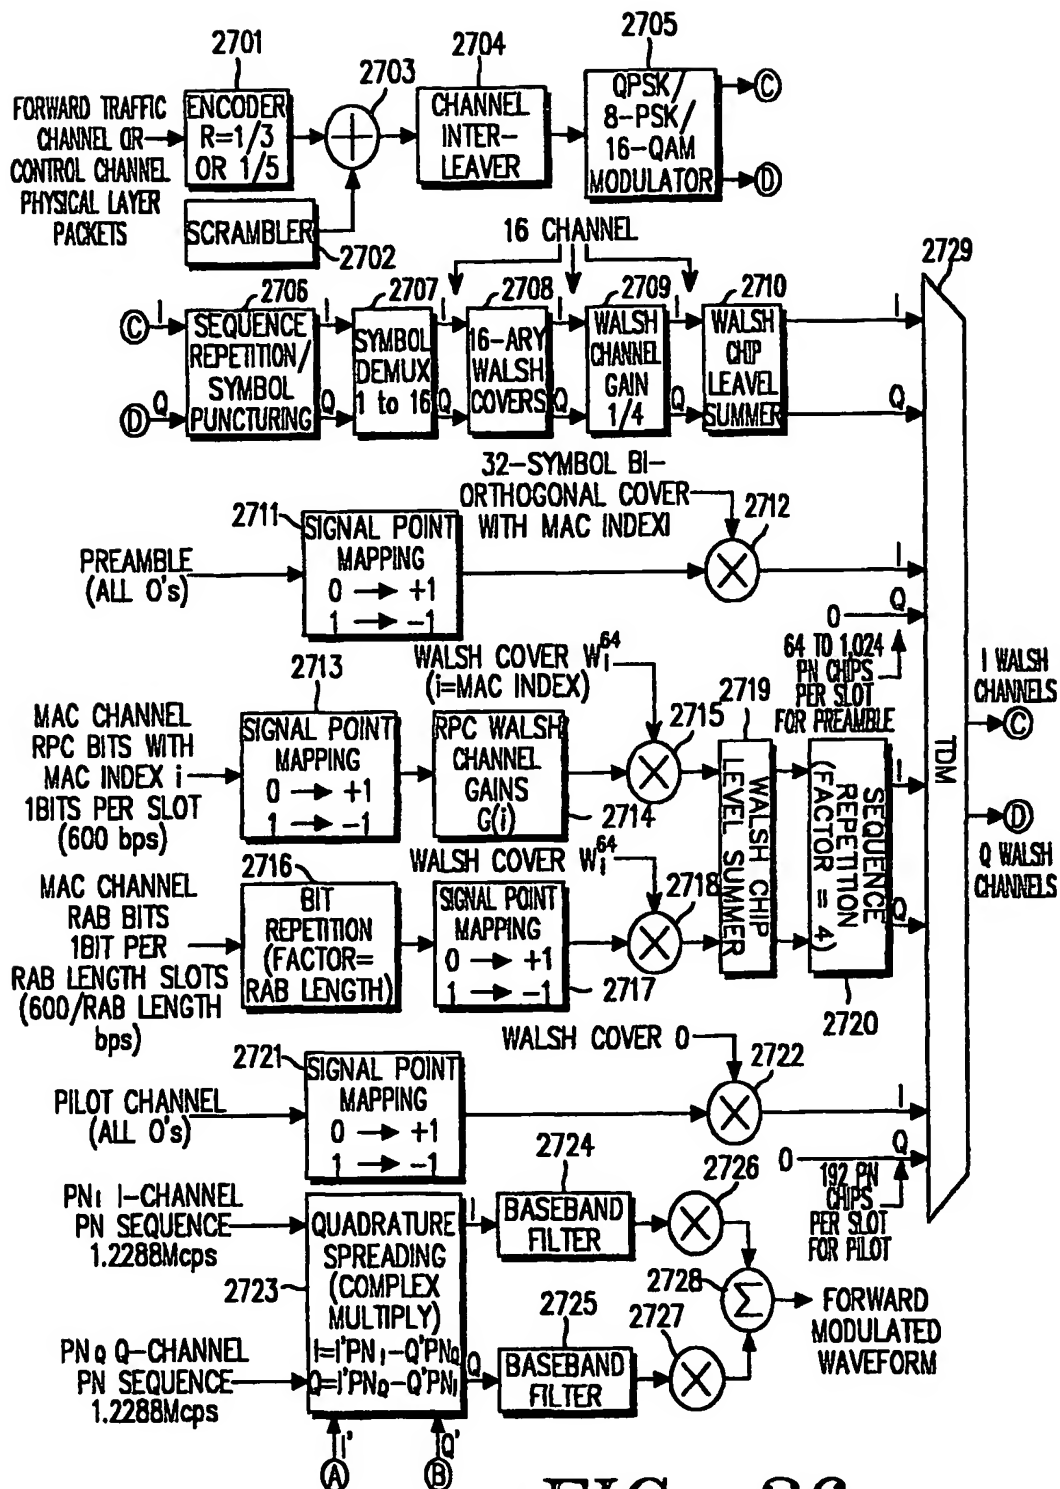 2701
2703
2704
2705
FORWARD TRAFFIC
CHANNEL OR
CONTROL CHANNEL
PHYSICAL LAYER
PACKETS
ENCODER
R=1/3
OR 1/5
+
CHANNEL
INTER-
LEAVER
QPSK/
8-PSK/
16-QAM
MODULATOR
C
D
SCRAMBLER
2702
16 CHANNEL
2729
C I
D Q
2706
SEQUENCE
REPETITION/
SYMBOL
PUNCTURING
I
Q
2707
SYMBOL
DEMUX
1 to 16
I
Q
2708
16-ARY
WALSH
COVERS
I
Q
2709
WALSH
CHANNEL
GAIN
1/4
I
Q
2710
WALSH
CHIP
LEAVEL
SUMMER
I
Q
32-SYMBOL BI-
ORTHOGONAL COVER
WITH MAC INDEXI
2712
2711
PREAMBLE
(ALL 0's)
SIGNAL POINT
MAPPING
0 → +1
1 → -1
X
I
0 Q
64 TO 1,024
PN CHIPS
PER SLOT
FOR PREAMBLE
TDM
I WALSH
CHANNELS
C
D
Q WALSH
CHANNELS
WALSH COVER W_i^64
(i=MAC INDEX)
2713
MAC CHANNEL
RPC BITS WITH
MAC INDEX i
1BITS PER SLOT
(600 bps)
SIGNAL POINT
MAPPING
0 → +1
1 → -1
RPC WALSH
CHANNEL
GAINS
G(i)
2714
2715
X
2719
WALSH CHIP
LEVEL SUMMER
SEQUENCE
REPETITION
(FACTOR = 4)
2720
I
Q
WALSH COVER W_i^64
2716
MAC CHANNEL
RAB BITS
1BIT PER
RAB LENGTH SLOTS
(600/RAB LENGTH
bps)
BIT
REPETITION
(FACTOR=
RAB LENGTH)
SIGNAL POINT
MAPPING
0 → +1
1 → -1
2717
2718
X
WALSH COVER 0
2722
2721
PILOT CHANNEL
(ALL 0's)
SIGNAL POINT
MAPPING
0 → +1
1 → -1
X
I
0 Q
192 PN
CHIPS
PER SLOT
FOR PILOT
PN_I I-CHANNEL
PN SEQUENCE
1.2288Mcps
2723
PN_Q Q-CHANNEL
PN SEQUENCE
1.2288Mcps
QUADRATURE
SPREADING
(COMPLEX
MULTIPLY)
I=I'PN_I-Q'PN_Q
Q=I'PN_Q-Q'PN_I
I
Q
2724
BASEBAND
FILTER
2726
X
2725
BASEBAND
FILTER
2727
X
2728
Σ
FORWARD
MODULATED
WAVEFORM
I'
Q'
A
B